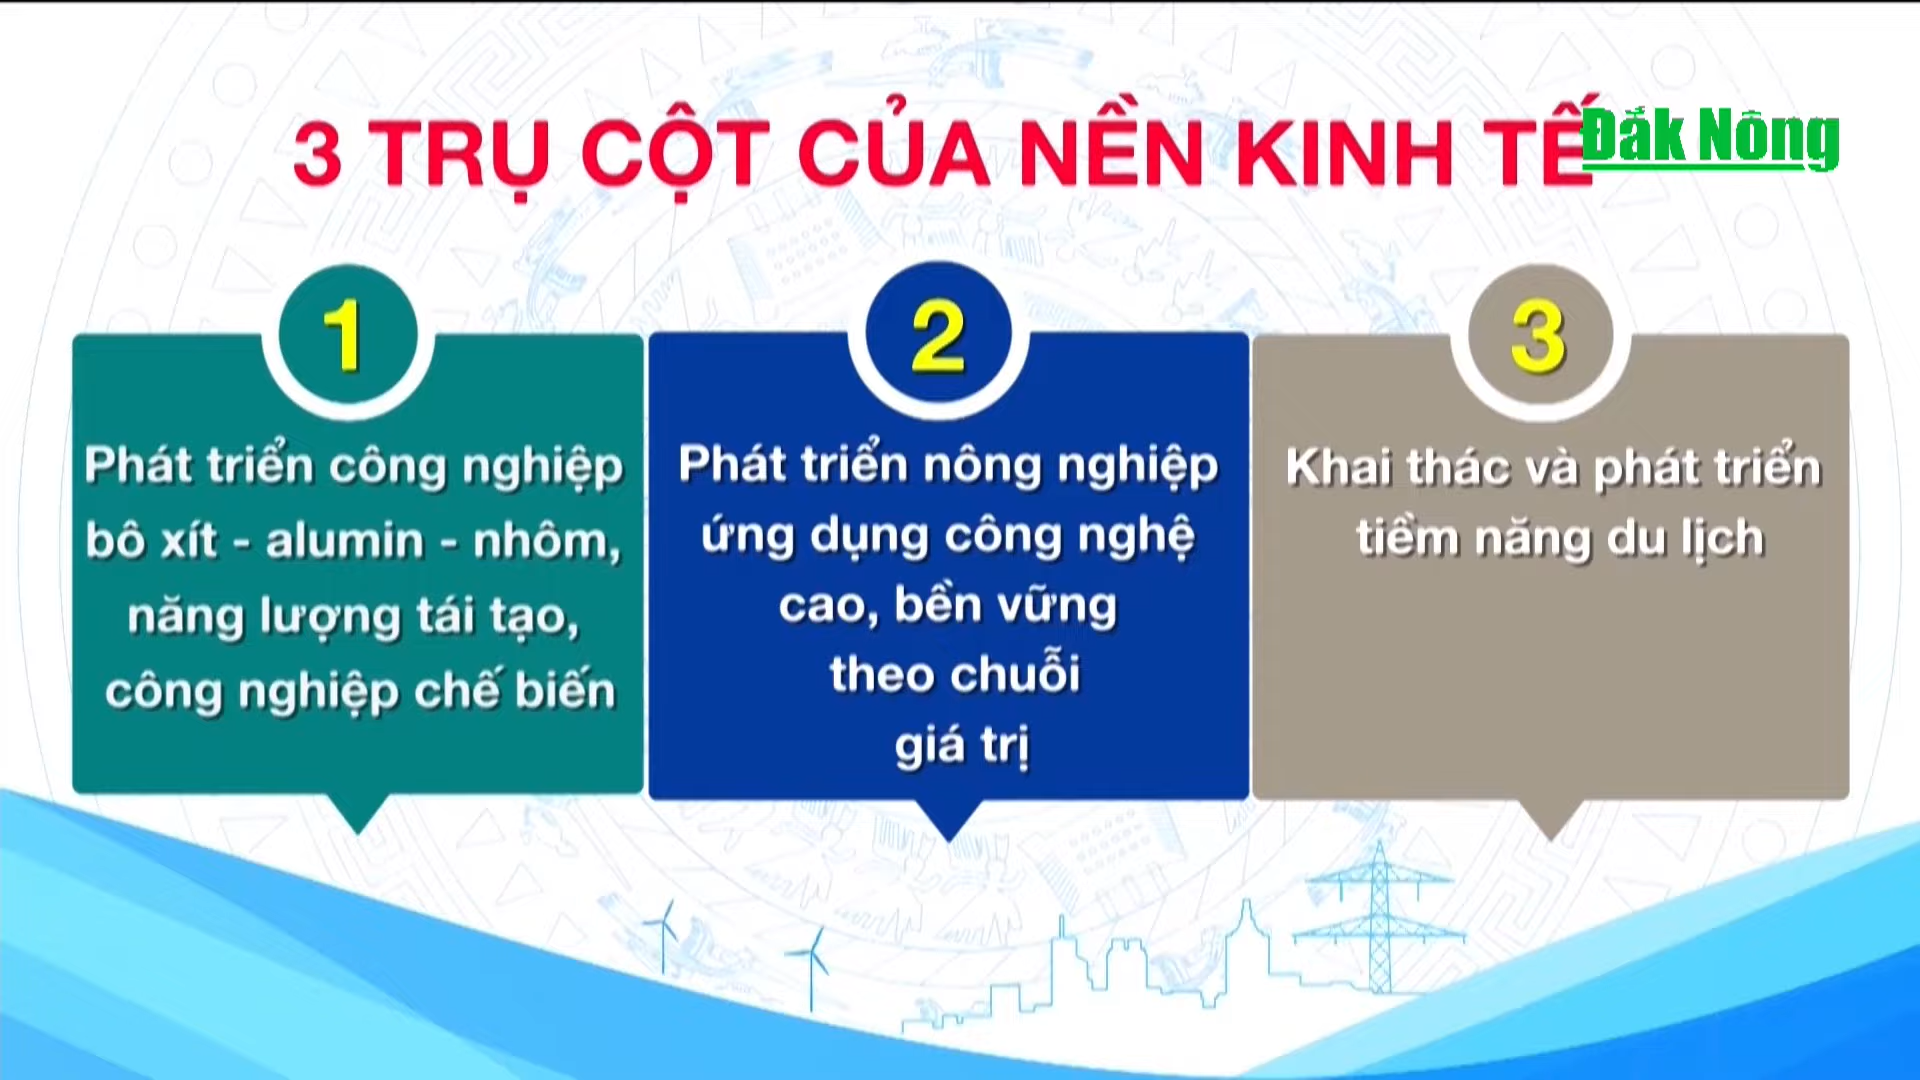 3 TRỤ CỘT CỦA NỀN KINH TẾ
Đắk Nông
1
Phát triển công nghiệp
bô xít - alumin - nhôm,
năng lượng tái tạo,
công nghiệp chế biến
2
Phát triển nông nghiệp
ứng dụng công nghệ
cao, bền vững
theo chuỗi
giá trị
3
Khai thác và phát triển
tiềm năng du lịch